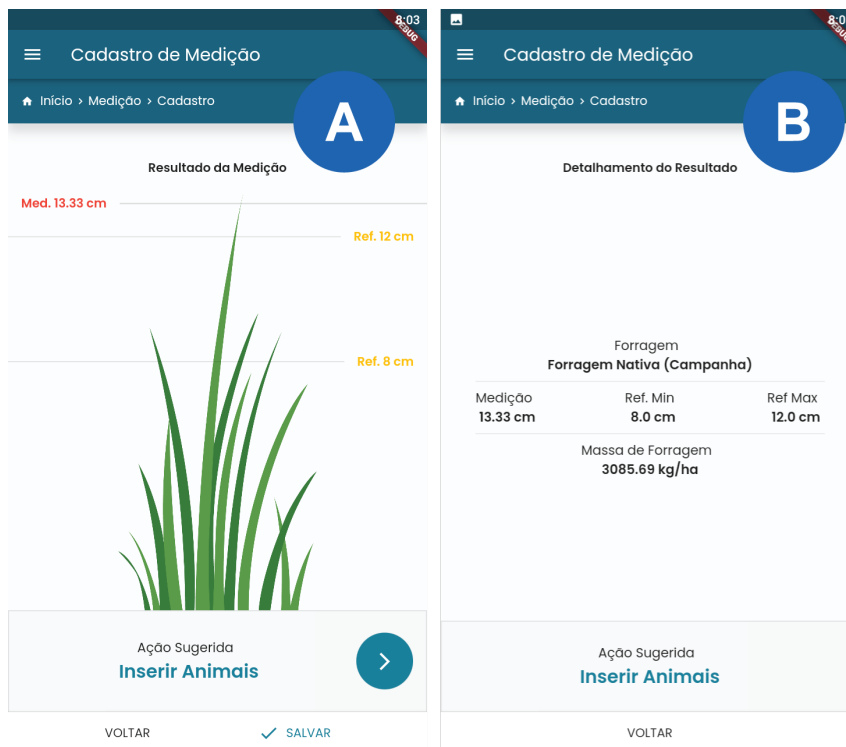 8:03
DEBUG
Cadastro de Medição
Início > Medição > Cadastro
A
Resultado da Medição
Med. 13.33 cm
Ref. 12 cm
Ref. 8 cm
Ação Sugerida
Inserir Animais
VOLTAR
SALVAR
8:0
DEBUG
Cadastro de Medição
Início > Medição > Cadastro
B
Detalhamento do Resultado
Forragem
Forragem Nativa (Campanha)
Medição Ref. Min Ref Max
13.33 cm 8.0 cm 12.0 cm
Massa de Forragem
3085.69 kg/ha
Ação Sugerida
Inserir Animais
VOLTAR